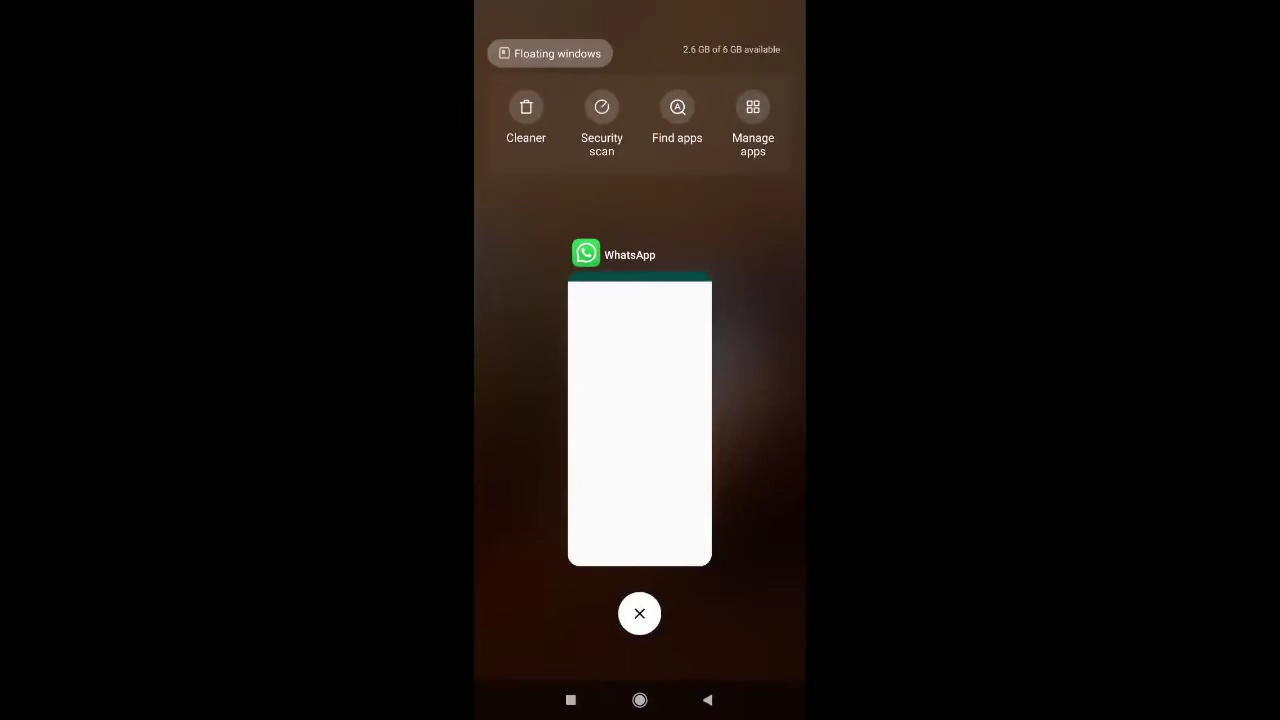 Floating windows
2.6 GB of 6 GB available
Cleaner
Security
scan
Find apps
Manage
apps
WhatsApp